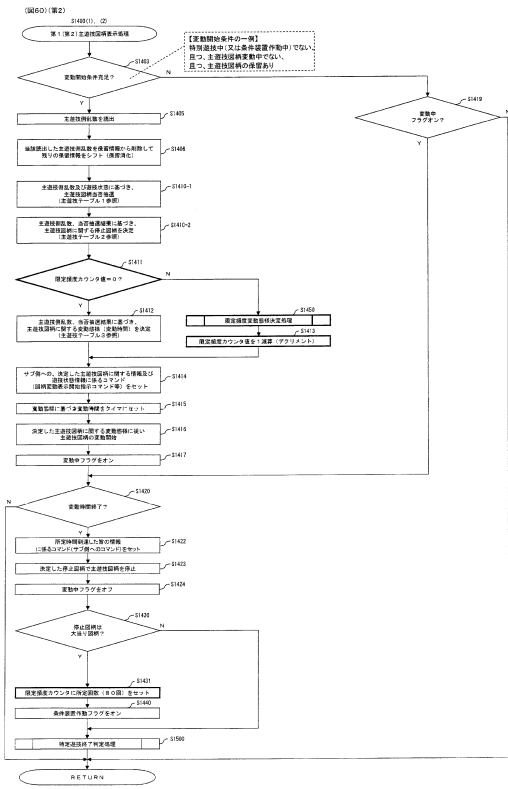 (図60)(第2)
S1400(1)、(2)
第1(第2)主遊技図柄表示処理
【変動開始条件の一例】
特別遊技中(又は条件装置作動中)でない、
且つ、主遊技図柄変動中でない、
且つ、主遊技図柄の保留あり
S1403
変動開始条件充足?
N
Y
S1419
変動中
フラグオン?
N
Y
S1405
主遊技側乱数を読出
S1406
当該読出した主遊技側乱数を保留情報から削除して
残りの保留情報をシフト(保留消化)
S1410-1
主遊技側乱数及び遊技状態に基づき、
主遊技図柄当否抽選
(主遊技テーブル1参照)
S1410-2
主遊技側乱数、当否抽選結果に基づき、
主遊技図柄に関する停止図柄を決定
(主遊技テーブル2参照)
S1411
限定頻度カウンタ値=0?
N
Y
S1412
主遊技側乱数、当否抽選結果に基づき、
主遊技図柄に関する変動態様(変動時間)を決定
(主遊技テーブル3参照)
S1450
限定頻度変動態様決定処理
S1413
限定頻度カウンタ値を1減算(デクリメント)
S1414
サブ側への、決定した主遊技図柄に関する情報及び
遊技状態情報に係るコマンド
(図柄変動表示開始指示コマンド等)をセット
S1415
変動態様に基づき変動時間をタイマにセット
S1416
決定した主遊技図柄に関する変動態様に従い
主遊技図柄の変動開始
S1417
変動中フラグをオン
S1420
変動時間終了?
N
Y
S1422
所定時間到達した旨の情報
に係るコマンド(サブ側へのコマンド)をセット
S1423
決定した停止図柄で主遊技図柄を停止
S1424
変動中フラグをオフ
S1430
停止図柄は
大当り図柄?
N
Y
S1431
限定頻度カウンタに所定回数(80回)をセット
S1440
条件装置作動フラグをオン
S1500
特定遊技終了判定処理
RETURN